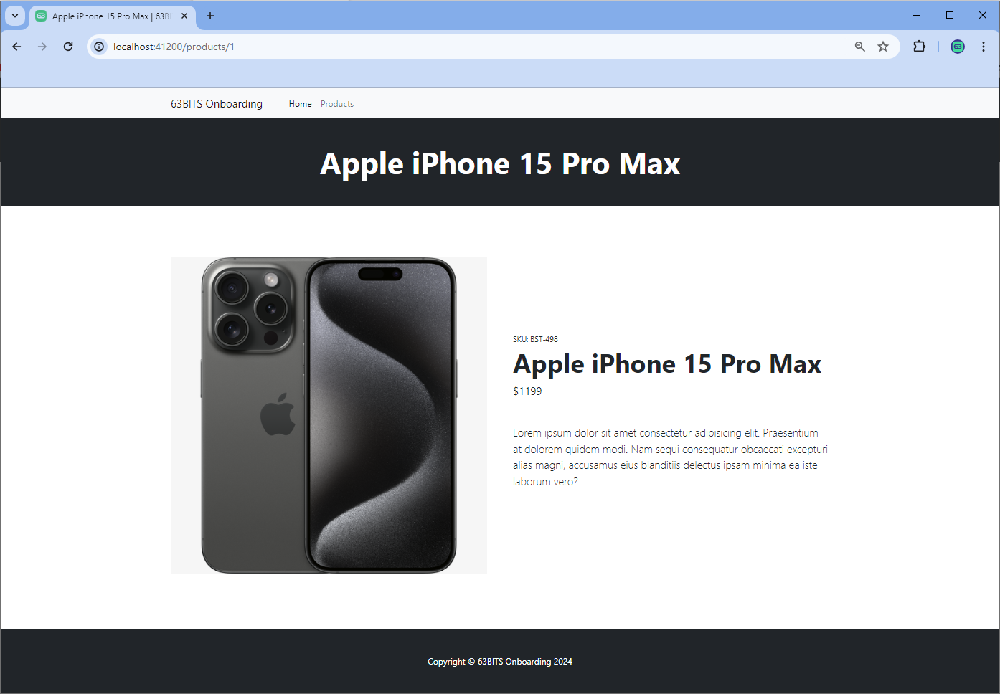 Apple iPhone 15 Pro Max | 63B
localhost:41200/products/1
63
63BITS Onboarding
Home
Products
Apple iPhone 15 Pro Max
SKU: BST-498
Apple iPhone 15 Pro Max
$1199
Lorem ipsum dolor sit amet consectetur adipisicing elit. Praesentium
at dolorem quidem modi. Nam sequi consequatur obcaecati excepturi
alias magni, accusamus eius blanditiis delectus ipsam minima ea iste
laborum vero?
Copyright © 63BITS Onboarding 2024